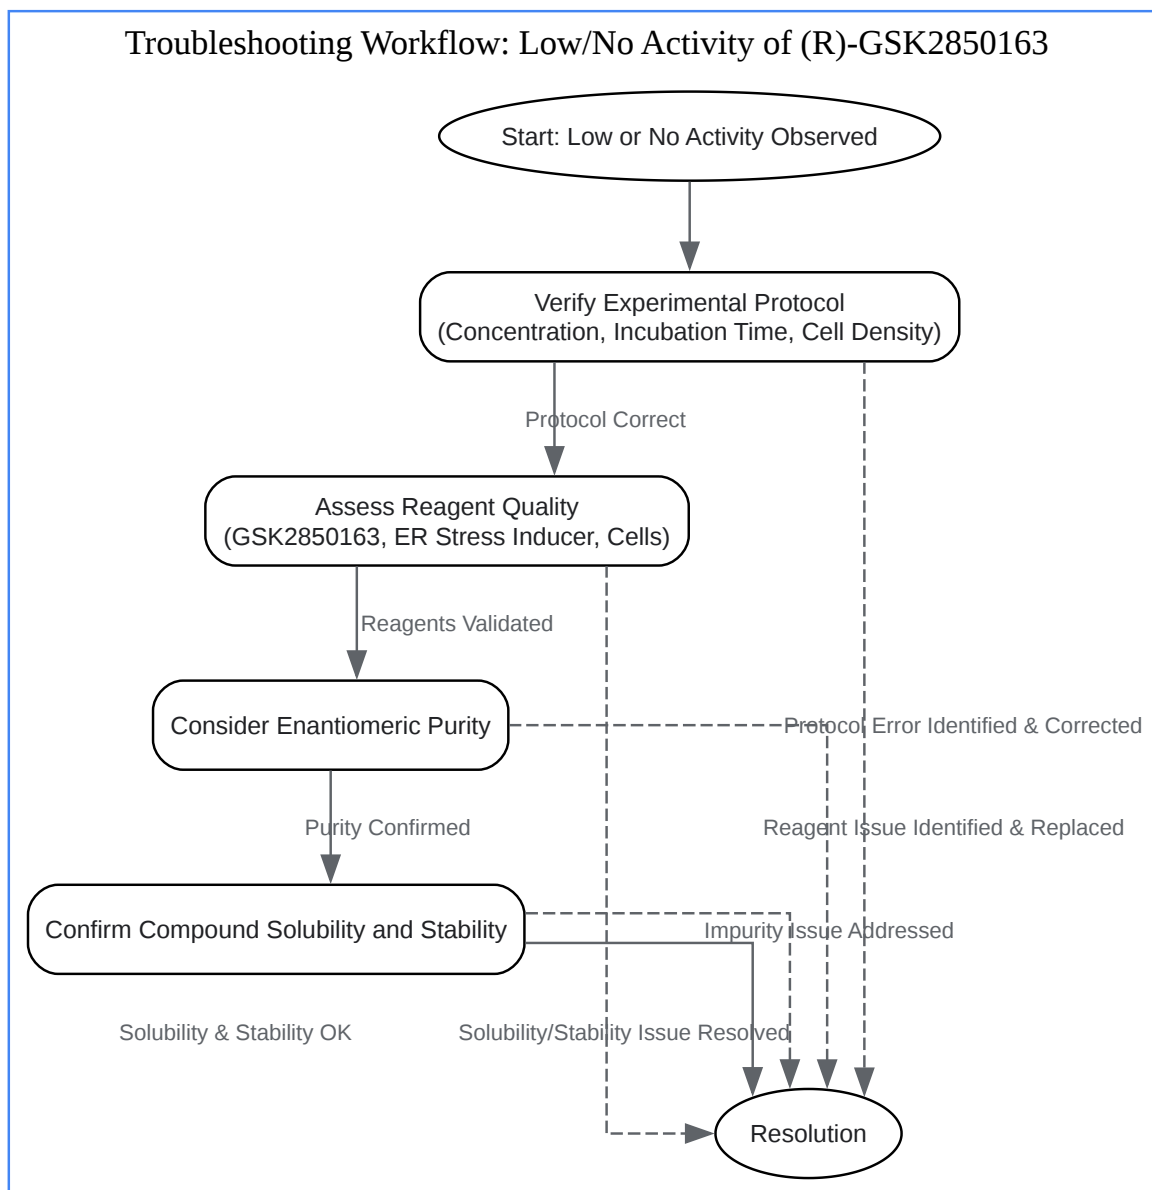 Troubleshooting Workflow: Low/No Activity of (R)-GSK2850163
Start: Low or No Activity Observed
Verify Experimental Protocol
(Concentration, Incubation Time, Cell Density)
Protocol Correct
Assess Reagent Quality
(GSK2850163, ER Stress Inducer, Cells)
Reagents Validated
Consider Enantiomeric Purity
Protocol Error Identified & Corrected
Purity Confirmed
Reagent Issue Identified & Replaced
Confirm Compound Solubility and Stability
Impurity Issue Addressed
Solubility & Stability OK
Solubility/Stability Issue Resolved
Resolution